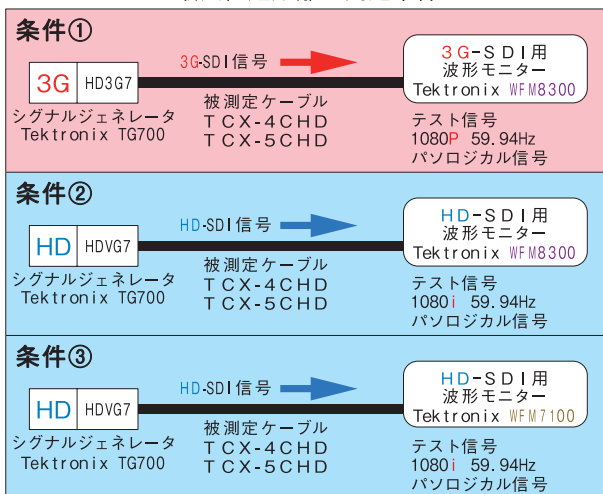 条件①
3G HD3G7
シグナルジェネレータ
Tektronix TG700
3G-SDI信号
被測定ケーブル
TCX-4CHD
TCX-5CHD
3G-SDI用
波形モニター
Tektronix WFM8300
テスト信号
1080P 59.94Hz
パソロジカル信号
条件②
HD HDVG7
シグナルジェネレータ
Tektronix TG700
HD-SDI信号
被測定ケーブル
TCX-4CHD
TCX-5CHD
HD-SDI用
波形モニター
Tektronix WFM8300
テスト信号
1080i 59.94Hz
パソロジカル信号
条件③
HD HDVG7
シグナルジェネレータ
Tektronix TG700
HD-SDI信号
被測定ケーブル
TCX-4CHD
TCX-5CHD
HD-SDI用
波形モニター
Tektronix WFM7100
テスト信号
1080i 59.94Hz
パソロジカル信号